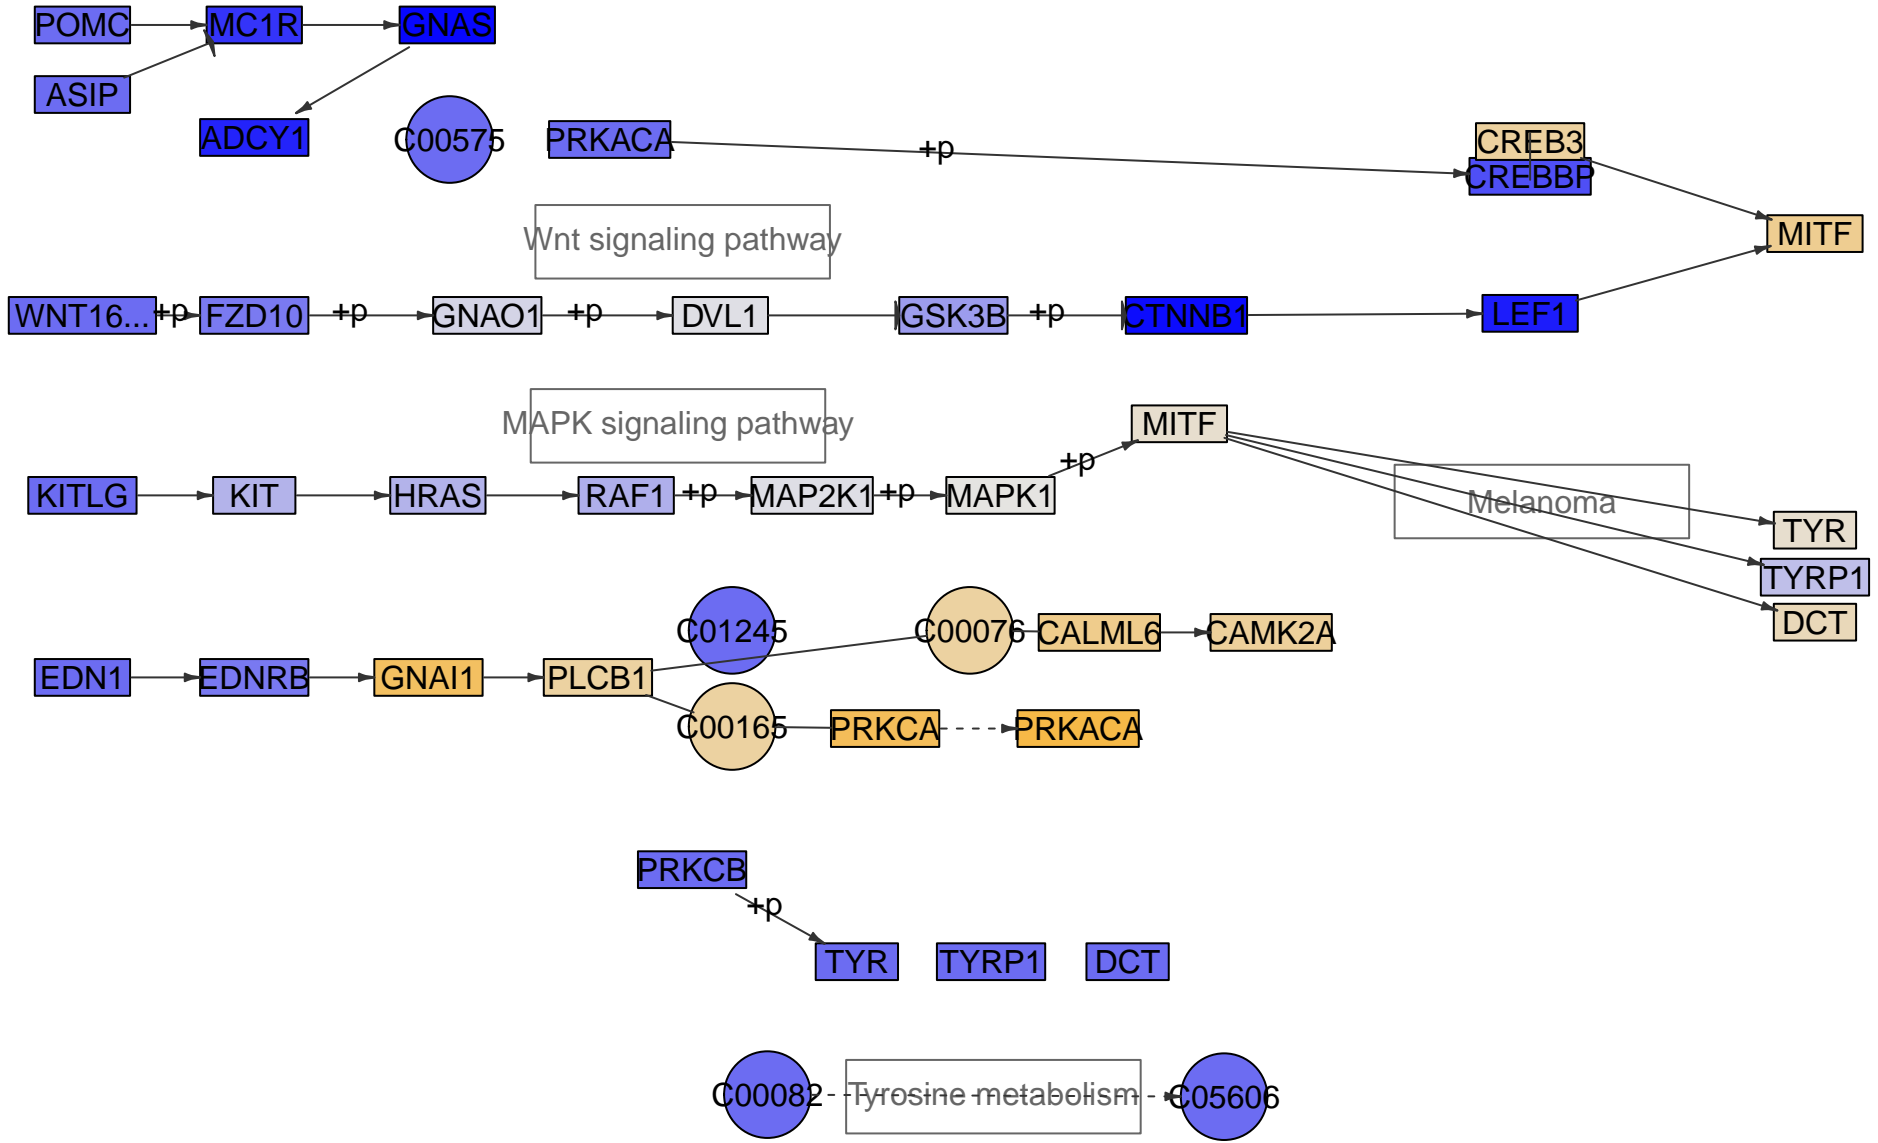 POMC
MC1R
GNAS
ASIP
ADCY1
C00575
PRKACA
+p
CREB3
CREBBP
Wnt signaling pathway
MITF
WNT16...
+p
FZD10
+p
GNAO1
+p
DVL1
GSK3B
+p
CTNNB1
LEF1
MAPK signaling pathway
MITF
+p
KITLG
KIT
HRAS
RAF1
+p
MAP2K1
+p
MAPK1
Melanoma
TYR
TYRP1
DCT
C01245
C00076
CALML6
CAMK2A
EDN1
EDNRB
GNAI1
PLCB1
C00165
PRKCA
PRKACA
PRKCB
+p
TYR
TYRP1
DCT
C00082
Tyrosine metabolism
C05606